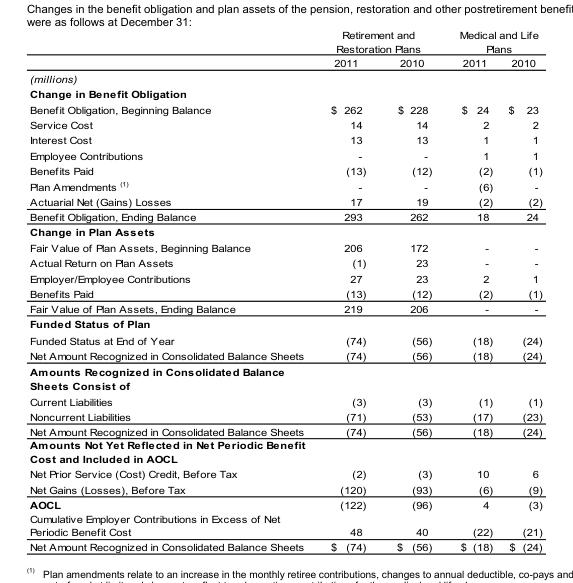 Changes in the benefit obligation and plan assets of the pension, restoration and other postretirement benefit
were as follows at December 31:
Retirement and Medical and Life
Restoration Plans Plans
2011 2010 2011 2010
(millions)
Change in Benefit Obligation
Benefit Obligation, Beginning Balance $ 262 $ 228 $ 24 $ 23
Service Cost 14 14 2 2
Interest Cost 13 13 1 1
Employee Contributions - - 1 1
Benefits Paid (13) (12) (2) (1)
Plan Amendments (1) - - (6) -
Actuarial Net (Gains) Losses 17 19 (2) (2)
Benefit Obligation, Ending Balance 293 262 18 24
Change in Plan Assets
Fair Value of Plan Assets, Beginning Balance 206 172 - -
Actual Return on Plan Assets (1) 23 - -
Employer/Employee Contributions 27 23 2 1
Benefits Paid (13) (12) (2) (1)
Fair Value of Plan Assets, Ending Balance 219 206 - -
Funded Status of Plan
Funded Status at End of Year (74) (56) (18) (24)
Net Amount Recognized in Consolidated Balance Sheets (74) (56) (18) (24)
Amounts Recognized in Consolidated Balance
Sheets Consist of
Current Liabilities (3) (3) (1) (1)
Noncurrent Liabilities (71) (53) (17) (23)
Net Amount Recognized in Consolidated Balance Sheets (74) (56) (18) (24)
Amounts Not Yet Reflected in Net Periodic Benefit
Cost and Included in AOCL
Net Prior Service (Cost) Credit, Before Tax (2) (3) 10 6
Net Gains (Losses), Before Tax (120) (93) (6) (9)
AOCL (122) (96) 4 (3)
Cumulative Employer Contributions in Excess of Net
Periodic Benefit Cost 48 40 (22) (21)
Net Amount Recognized in Consolidated Balance Sheets $ (74) $ (56) $ (18) $ (24)
(1) Plan amendments relate to an increase in the monthly retiree contributions, changes to annual deductible, co-pays and